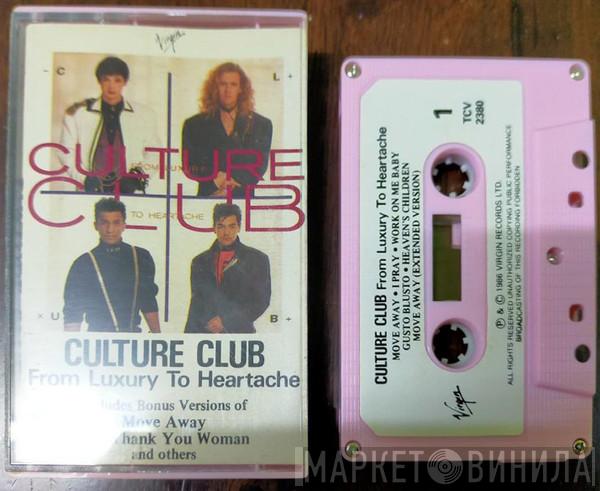 Virgin
- C
L +
CULTURE
FROM LUXURY
CLUB
TO HEARTACHE
× U
B ÷
CULTURE CLUB
From Luxury To Heartache
Bonus Versions of
Move Away
Thank You Woman
and others
1
TCV
2380
CULTURE CLUB From Luxury To Heartache
MOVE AWAY • I PRAY • WORK ON ME BABY
GUSTO BLUSTO • HEAVEN'S CHILDREN
MOVE AWAY (EXTENDED VERSION)
Virgin
℗ & © 1986 VIRGIN RECORDS LTD.
ALL RIGHTS RESERVED UNAUTHORIZED COPYING PUBLIC PERFORMANCE
BROADCASTING OF THIS RECORDING FORBIDDEN
МАРКЕТ ВИНИЛА